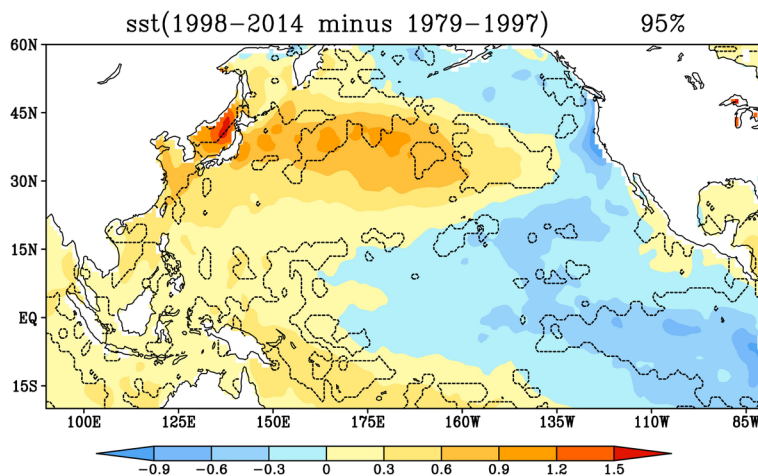 sst(1998−2014 minus 1979−1997) 95%
60N
45N
30N
15N
EQ
15S
100E 125E 150E 175E 160W 135W 110W 85W
−0.9 −0.6 −0.3 0 0.3 0.6 0.9 1.2 1.5